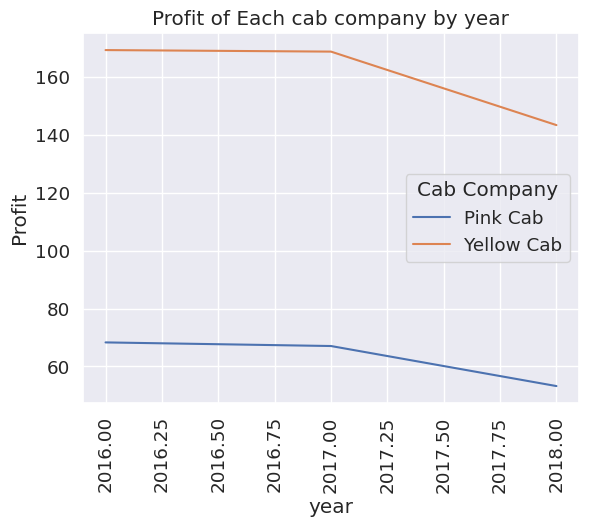 Profit of Each cab company by year
160
140
120
100
80
60
Profit
Cab Company
Pink Cab
Yellow Cab
2016.00
2016.25
2016.50
2016.75
2017.00
2017.25
2017.50
2017.75
2018.00
year